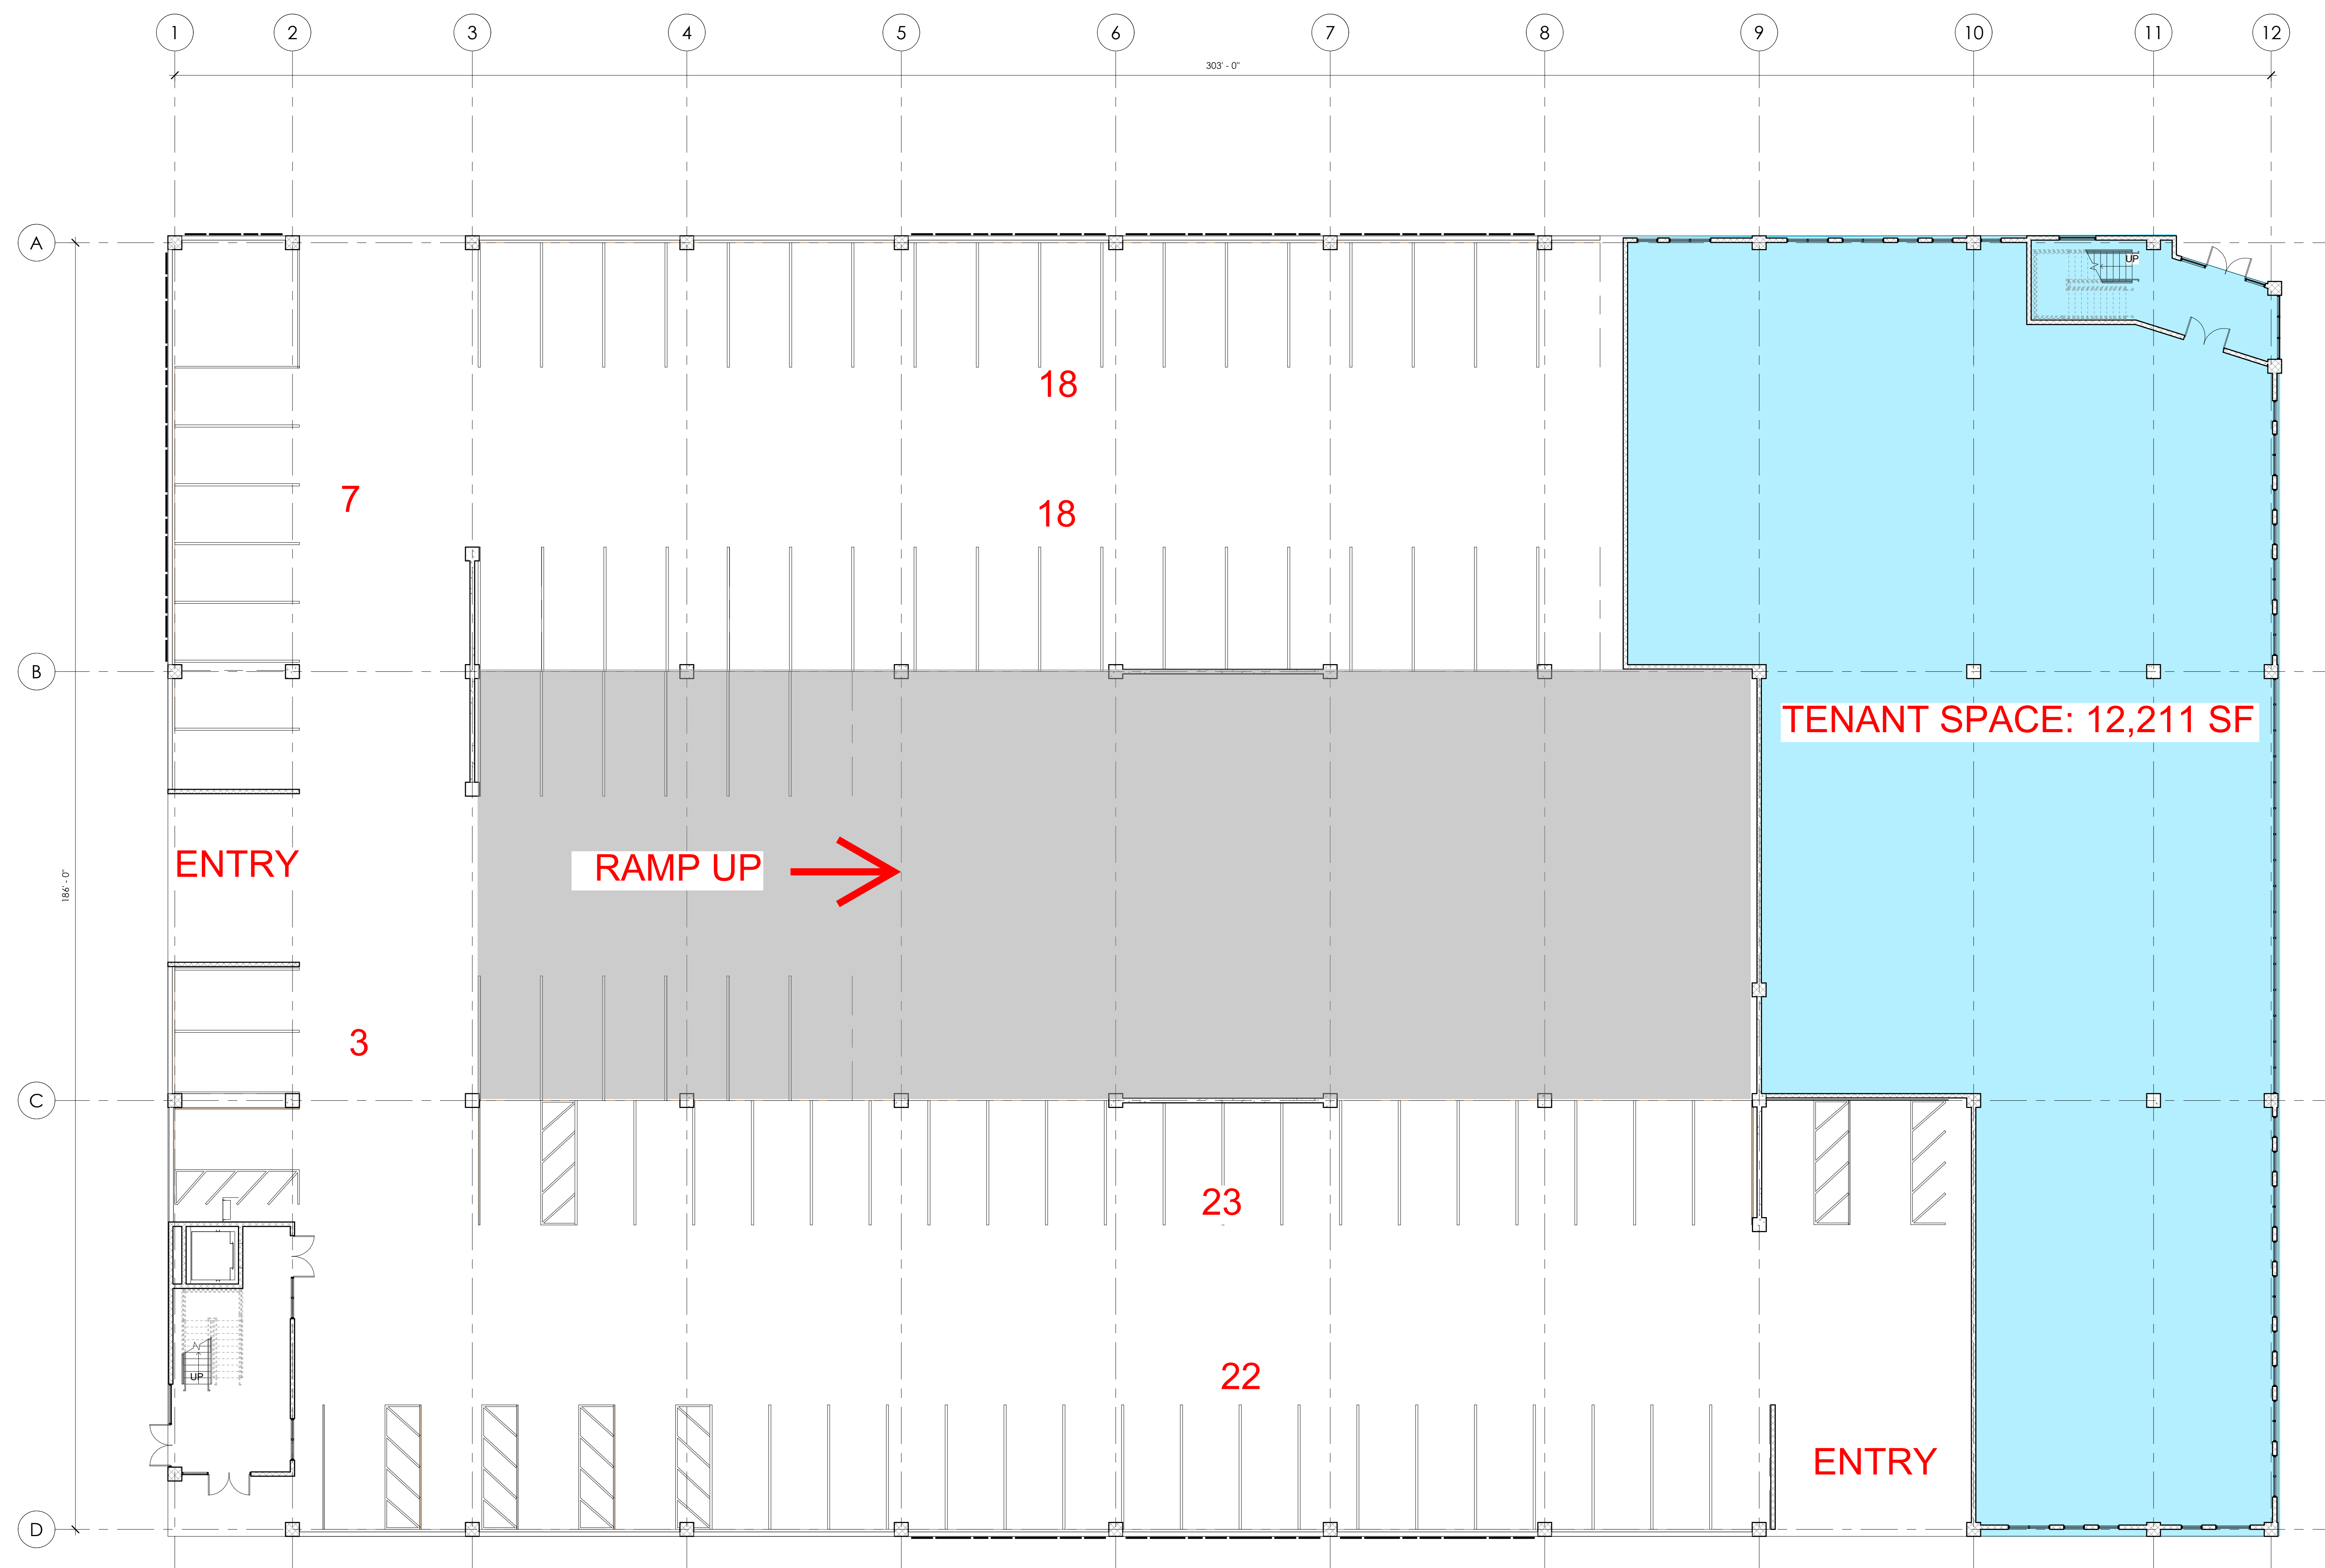 1 2 3 4 5 6 7 8 9 10 11 12
303' - 0"
A
UP
18
7
18
B
TENANT SPACE: 12,211 SF
ENTRY
RAMP UP
186' - 0"
3
C
23
22
UP
ENTRY
D